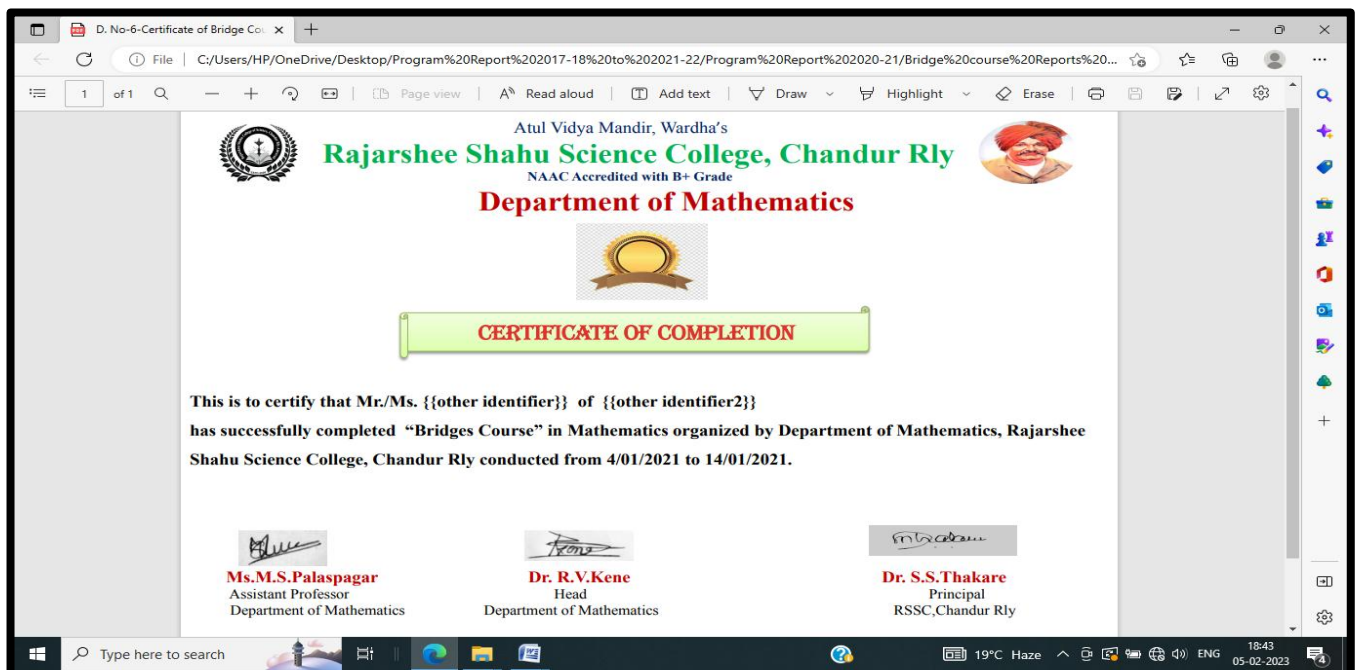 D. No-6-Certificate of Bridge Cou
File C:/Users/HP/OneDrive/Desktop/Program%20Report%202017-18%20to%202021-22/Program%20Report%202020-21/Bridge%20course%20Reports%20...
1 of 1 Page view Read aloud Add text Draw Highlight Erase
Atul Vidya Mandir, Wardha's
Rajarshee Shahu Science College, Chandur Rly
NAAC Accredited with B+ Grade
Department of Mathematics
CERTIFICATE OF COMPLETION
This is to certify that Mr./Ms. {{other identifier}} of {{other identifier2}}
has successfully completed “Bridges Course” in Mathematics organized by Department of Mathematics, Rajarshee
Shahu Science College, Chandur Rly conducted from 4/01/2021 to 14/01/2021.
Ms.M.S.Palaspagar Dr. R.V.Kene Dr. S.S.Thakare
Assistant Professor Head Principal
Department of Mathematics Department of Mathematics RSSC,Chandur Rly
Type here to search 19°C Haze ENG 18:43
05-02-2023